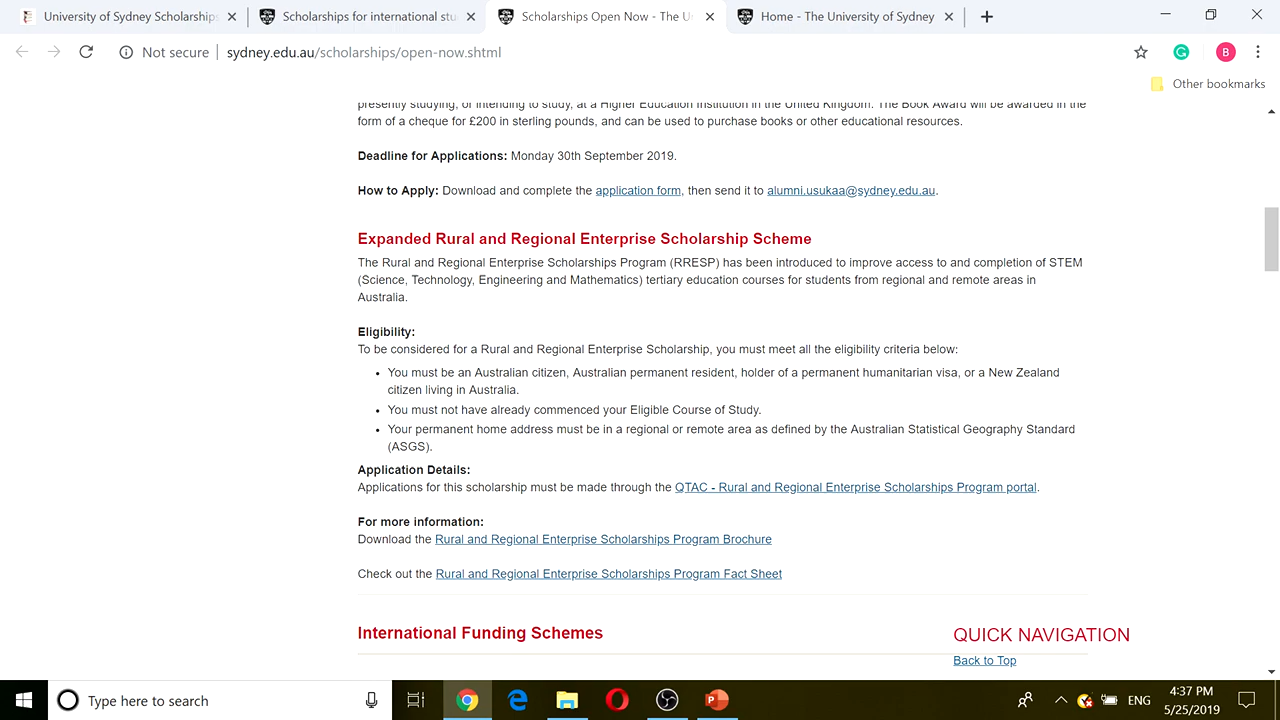 University of Sydney Scholarships
Scholarships for international stu
Scholarships Open Now - The U
Home - The University of Sydney
Not secure
sydney.edu.au/scholarships/open-now.shtml
B
Other bookmarks
presently studying, or intending to study, at a Higher Education Institution in the United Kingdom. The Book Award will be awarded in the
form of a cheque for £200 in sterling pounds, and can be used to purchase books or other educational resources.
Deadline for Applications: Monday 30th September 2019.
How to Apply: Download and complete the application form, then send it to alumni.usukaa@sydney.edu.au.
Expanded Rural and Regional Enterprise Scholarship Scheme
The Rural and Regional Enterprise Scholarships Program (RRESP) has been introduced to improve access to and completion of STEM
(Science, Technology, Engineering and Mathematics) tertiary education courses for students from regional and remote areas in
Australia.
Eligibility:
To be considered for a Rural and Regional Enterprise Scholarship, you must meet all the eligibility criteria below:
• You must be an Australian citizen, Australian permanent resident, holder of a permanent humanitarian visa, or a New Zealand
citizen living in Australia.
• You must not have already commenced your Eligible Course of Study.
• Your permanent home address must be in a regional or remote area as defined by the Australian Statistical Geography Standard
(ASGS).
Application Details:
Applications for this scholarship must be made through the QTAC - Rural and Regional Enterprise Scholarships Program portal.
For more information:
Download the Rural and Regional Enterprise Scholarships Program Brochure
Check out the Rural and Regional Enterprise Scholarships Program Fact Sheet
International Funding Schemes
QUICK NAVIGATION
Back to Top
Type here to search
ENG
4:37 PM
5/25/2019